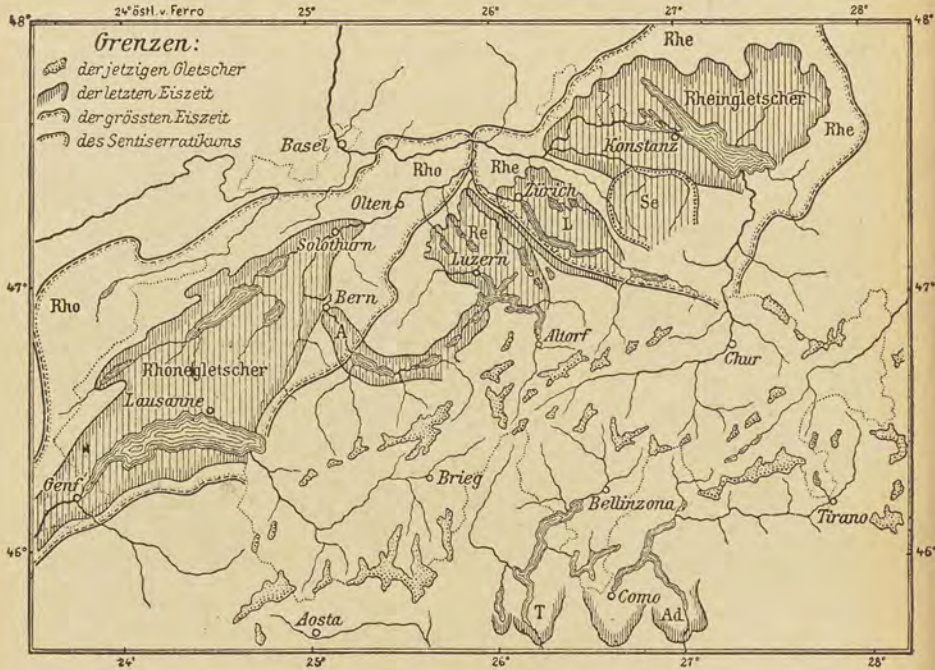 48° 24° östl. v. Ferro 25° 26° 27° 48°
Grenzen:
der jetzigen Gletscher
der letzten Eiszeit
der grössten Eiszeit
des Sentiserratikums
Rhe
Rheingletscher
Rhe
Basel
Konstanz
Rho
Rhe
Olten
Zürich
Se
Solothurn
Re
L
Luzern
47° 47°
Rho
Bern
A
Altorf
Chur
Rhonegletscher
Lausanne
Genf
Brieg
Bellinzona
Tirano
46° 46°
Como
T
Ad.
Aosta
24° 25° 26° 27° 28°